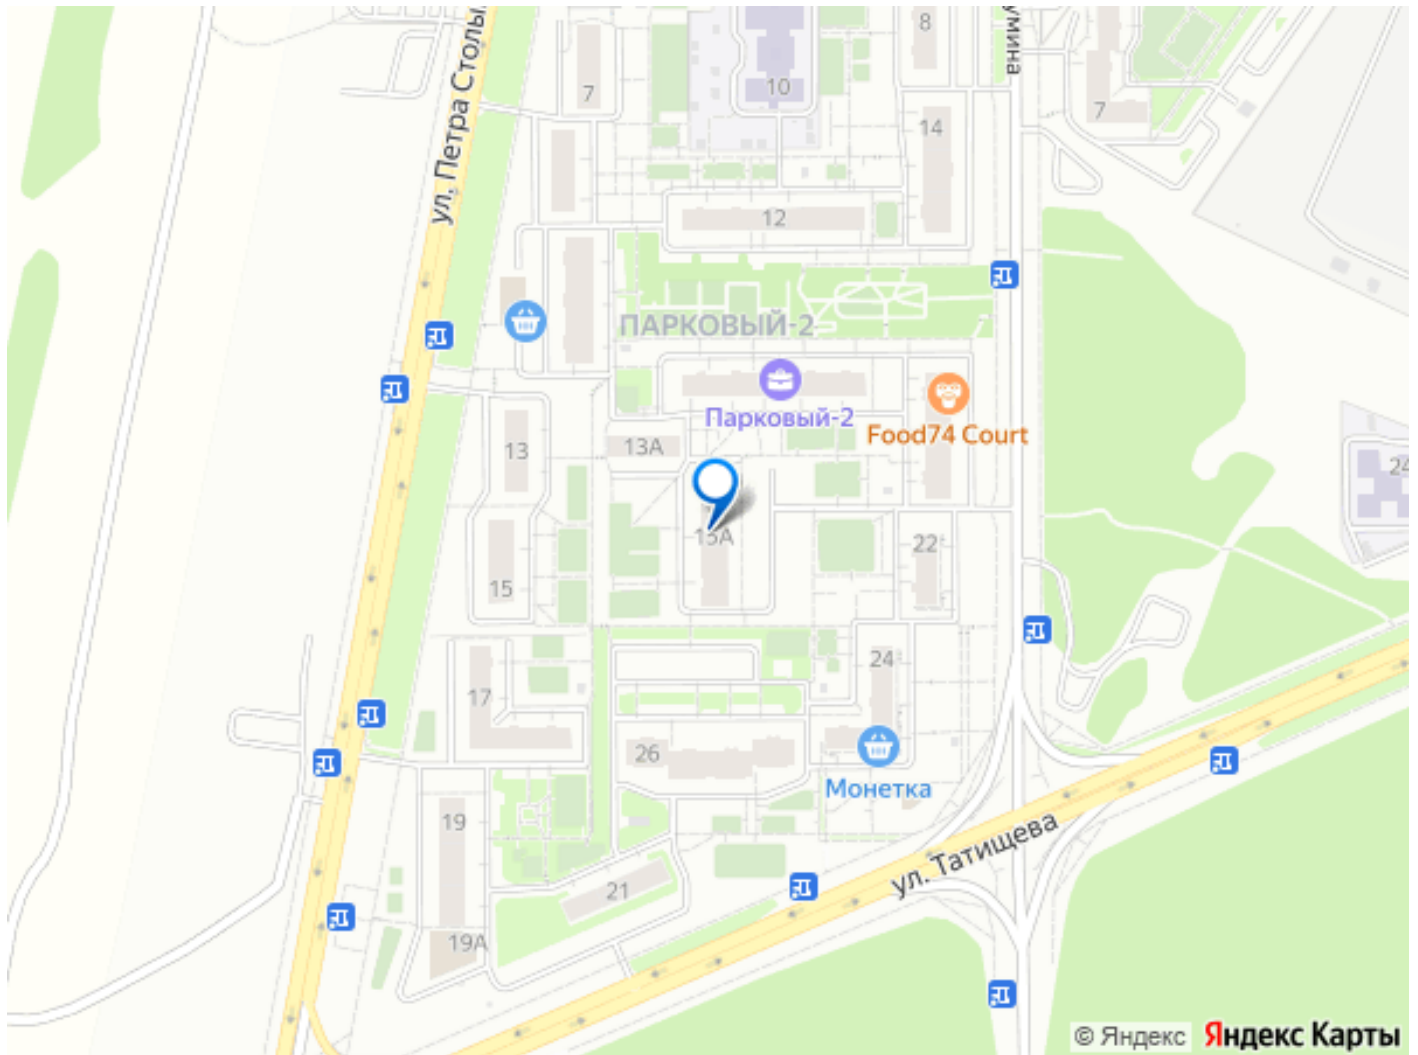 ул. Петра Столы
умина
8
7
10
7
14
12
ПАРКОВЫЙ-2
Парковый-2
Food74 Court
13
13А
24
15А
22
15
24
17
26
Монетка
19
ул. Татищева
21
19А
© Яндекс
Яндекс Карты